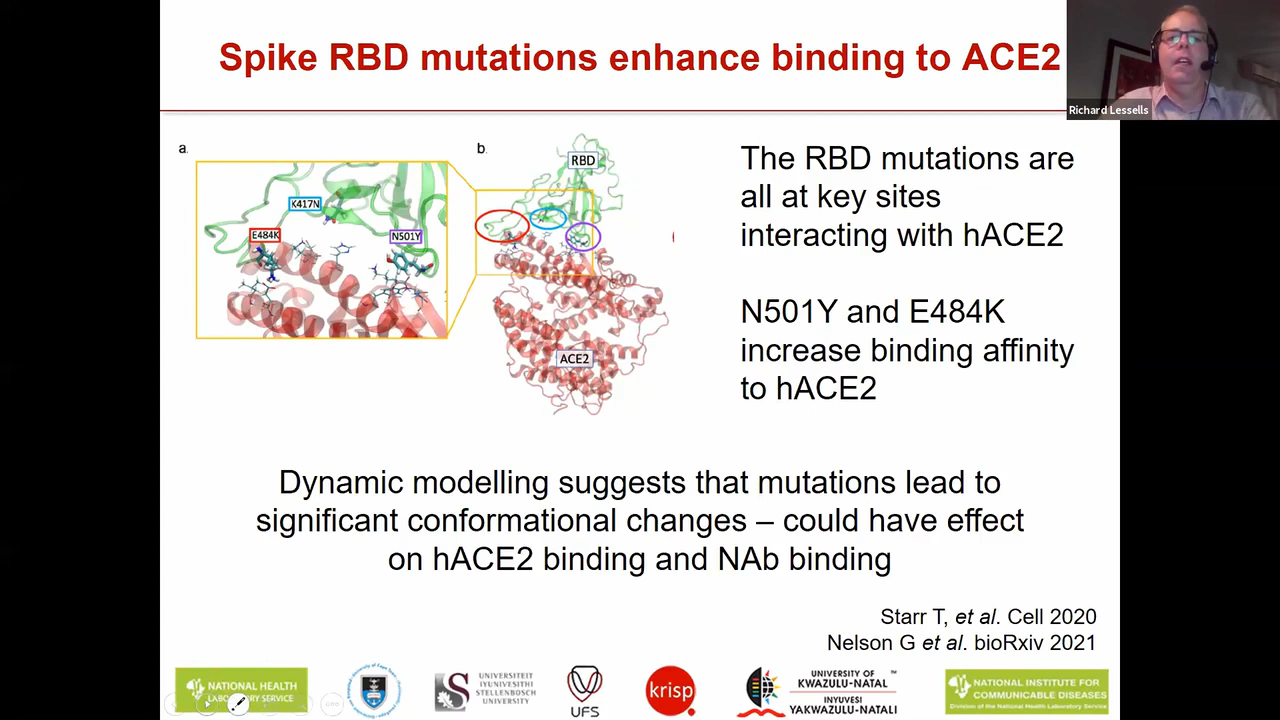 Spike RBD mutations enhance binding to ACE2
Richard Lessells
a.
b.
RBD
K417N
E484K
N501Y
ACE2
The RBD mutations are
all at key sites
interacting with hACE2
N501Y and E484K
increase binding affinity
to hACE2
Dynamic modelling suggests that mutations lead to
significant conformational changes – could have effect
on hACE2 binding and NAb binding
Starr T, et al. Cell 2020
Nelson G et al. bioRxiv 2021
NATIONAL HEALTH
LABORATORY SERVICE
UNIVERSITEIT
IYUNIVESITHI
STELLENBOSCH
UNIVERSITY
UFS
krisp
UNIVERSITY OF
KWAZULU-NATAL
INYUVESI
YAKWAZULU-NATALI
NATIONAL INSTITUTE FOR
COMMUNICABLE DISEASES
Division of the National Health Laboratory Service